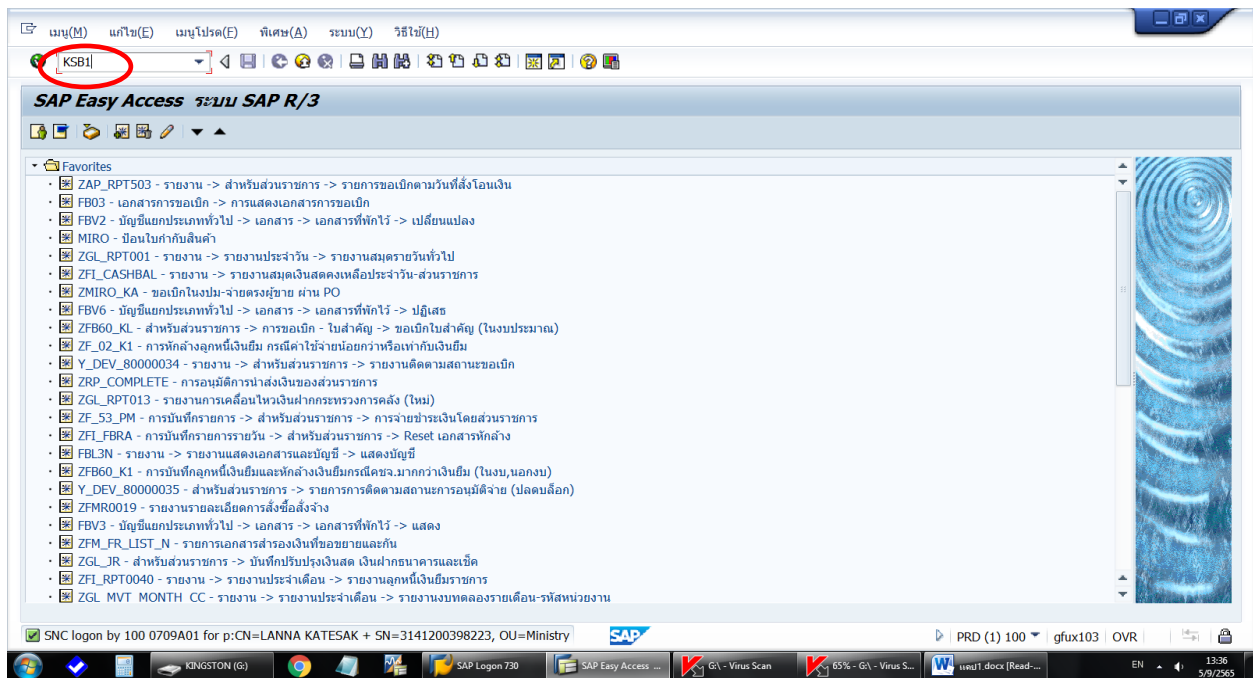 เมนู(M) แก้ไข(E) เมนูโปรด(F) พิเศษ(A) ระบบ(Y) วิธีใช้(H)
KSB1
SAP Easy Access ระบบ SAP R/3
Favorites
ZAP_RPT503 - รายงาน -> สำหรับส่วนราชการ -> รายการขอเบิกตามวันที่สั่งโอนเงิน
FB03 - เอกสารการขอเบิก -> การแสดงเอกสารการขอเบิก
FBV2 - บัญชีแยกประเภททั่วไป -> เอกสาร -> เอกสารที่พักไว้ -> เปลี่ยนแปลง
MIRO - ป้อนใบกำกับสินค้า
ZGL_RPT001 - รายงาน -> รายงานประจำวัน -> รายงานสมุดรายวันทั่วไป
ZFI_CASHBAL - รายงาน -> รายงานสมุดเงินสดคงเหลือประจำวัน-ส่วนราชการ
ZMIRO_KA - ขอเบิกในงปม-จ่ายตรงผู้ขาย ผ่าน PO
FBV6 - บัญชีแยกประเภททั่วไป -> เอกสาร -> เอกสารที่พักไว้ -> ปฏิเสธ
ZFB60_KL - สำหรับส่วนราชการ -> การขอเบิก - ใบสำคัญ -> ขอเบิกใบสำคัญ (ในงบประมาณ)
ZF_02_K1 - การหักล้างลูกหนี้เงินยืม กรณีค่าใช้จ่ายน้อยกว่าหรือเท่ากับเงินยืม
Y_DEV_80000034 - รายงาน -> สำหรับส่วนราชการ -> รายงานติดตามสถานะขอเบิก
ZRP_COMPLETE - การอนุมัติการนำส่งเงินของส่วนราชการ
ZGL_RPT013 - รายงานการเคลื่อนไหวเงินฝากกระทรวงการคลัง (ใหม่)
ZF_53_PM - การบันทึกรายการ -> สำหรับส่วนราชการ -> การจ่ายชำระเงินโดยส่วนราชการ
ZFI_FBRA - การบันทึกรายการรายวัน -> สำหรับส่วนราชการ -> Reset เอกสารหักล้าง
FBL3N - รายงาน -> รายงานแสดงเอกสารและบัญชี -> แสดงบัญชี
ZFB60_K1 - การบันทึกลูกหนี้เงินยืมและหักล้างเงินยืมกรณีคชจ.มากกว่าเงินยืม (ในงบ,นอกงบ)
Y_DEV_80000035 - สำหรับส่วนราชการ -> รายการการติดตามสถานะการอนุมัติจ่าย (ปลดบล็อก)
ZFMR0019 - รายงานรายละเอียดการสั่งซื้อสั่งจ้าง
FBV3 - บัญชีแยกประเภททั่วไป -> เอกสาร -> เอกสารที่พักไว้ -> แสดง
ZFM_FR_LIST_N - รายการเอกสารสำรองเงินที่ขอขยายและกัน
ZGL_JR - สำหรับส่วนราชการ -> บันทึกปรับปรุงเงินสด เงินฝากธนาคารและเช็ค
ZFI_RPT0040 - รายงาน -> รายงานประจำเดือน -> รายงานลูกหนี้เงินยืมราชการ
ZGL_MVT_MONTH_CC - รายงาน -> รายงานประจำเดือน -> รายงานงบทดลองรายเดือน-รหัสหน่วยงาน
SNC logon by 100 0709A01 for p:CN=LANNA KATESAK + SN=3141200398223, OU=Ministry SAP PRD (1) 100 gfux103 OVR
KINGSTON (G:) SAP Logon 730 SAP Easy Access ... G:\ - Virus Scan 65% - G:\ - Virus S... แคป1.docx [Read-... EN 13:36
5/9/2565